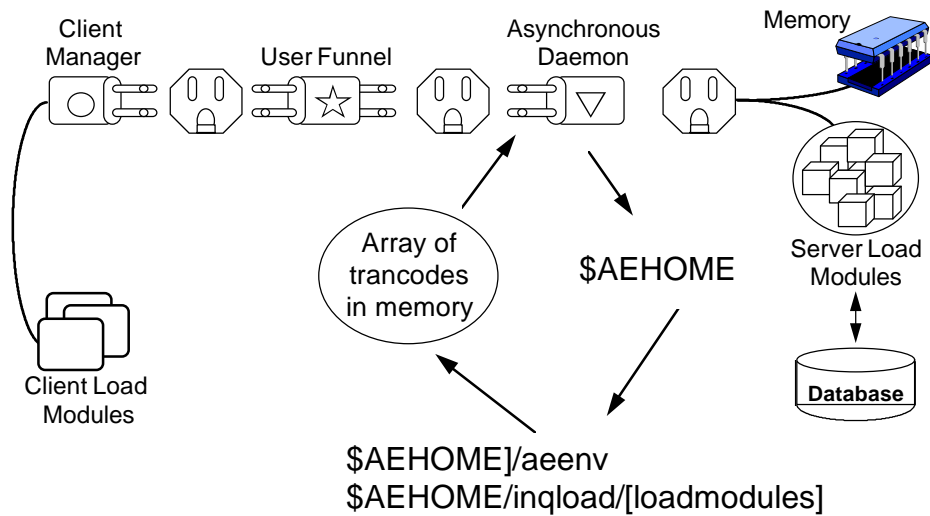 Client
Manager
User Funnel
Asynchronous
Daemon
Memory
Array of
trancodes
in memory
$AEHOME
Server Load
Modules
Client Load
Modules
Database
$AEHOME]/aeenv
$AEHOME/inqload/[loadmodules]